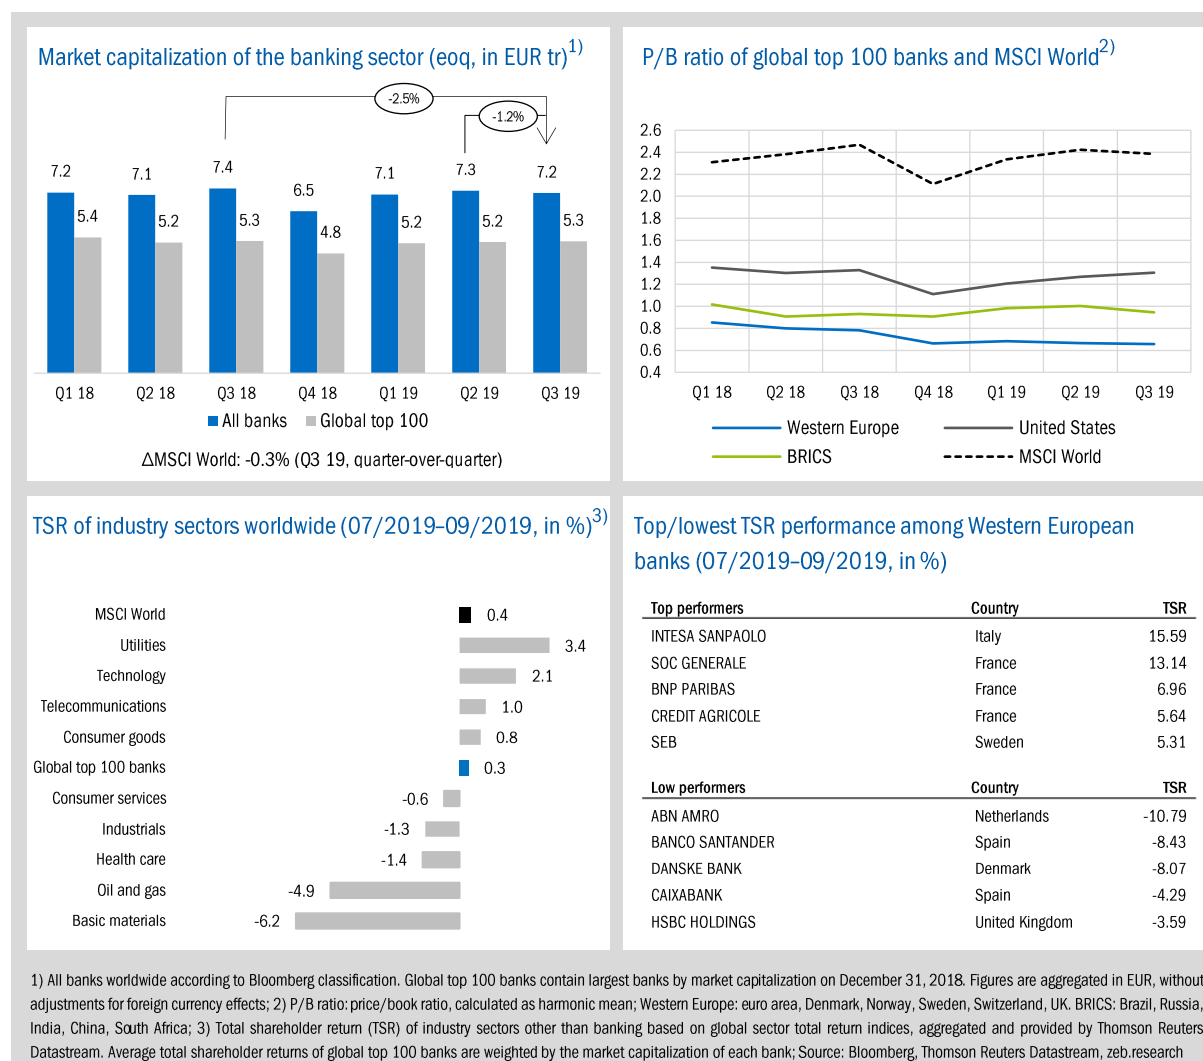 Market capitalization of the banking sector (eoq, in EUR tr)1)
-2.5%
-1.2%
7.2
7.1
7.4
6.5
7.1
7.3
7.2
5.4
5.2
5.3
4.8
5.2
5.2
5.3
Q1 18
Q2 18
Q3 18
Q4 18
Q1 19
Q2 19
Q3 19
All banks
Global top 100
ΔMSCI World: -0.3% (Q3 19, quarter-over-quarter)
P/B ratio of global top 100 banks and MSCI World2)
2.6
2.4
2.2
2.0
1.8
1.6
1.4
1.2
1.0
0.8
0.6
0.4
Q1 18
Q2 18
Q3 18
Q4 18
Q1 19
Q2 19
Q3 19
Western Europe
United States
BRICS
MSCI World
TSR of industry sectors worldwide (07/2019–09/2019, in %)3)
MSCI World 0.4
Utilities 3.4
Technology 2.1
Telecommunications 1.0
Consumer goods 0.8
Global top 100 banks 0.3
Consumer services -0.6
Industrials -1.3
Health care -1.4
Oil and gas -4.9
Basic materials -6.2
Top/lowest TSR performance among Western European
banks (07/2019–09/2019, in %)
Top performers Country TSR
INTESA SANPAOLO Italy 15.59
SOC GENERALE France 13.14
BNP PARIBAS France 6.96
CREDIT AGRICOLE France 5.64
SEB Sweden 5.31
Low performers Country TSR
ABN AMRO Netherlands -10.79
BANCO SANTANDER Spain -8.43
DANSKE BANK Denmark -8.07
CAIXABANK Spain -4.29
HSBC HOLDINGS United Kingdom -3.59
1) All banks worldwide according to Bloomberg classification. Global top 100 banks contain largest banks by market capitalization on December 31, 2018. Figures are aggregated in EUR, without
adjustments for foreign currency effects; 2) P/B ratio: price/book ratio, calculated as harmonic mean; Western Europe: euro area, Denmark, Norway, Sweden, Switzerland, UK. BRICS: Brazil, Russia,
India, China, South Africa; 3) Total shareholder return (TSR) of industry sectors other than banking based on global sector total return indices, aggregated and provided by Thomson Reuters
Datastream. Average total shareholder returns of global top 100 banks are weighted by the market capitalization of each bank; Source: Bloomberg, Thomson Reuters Datastream, zeb.research